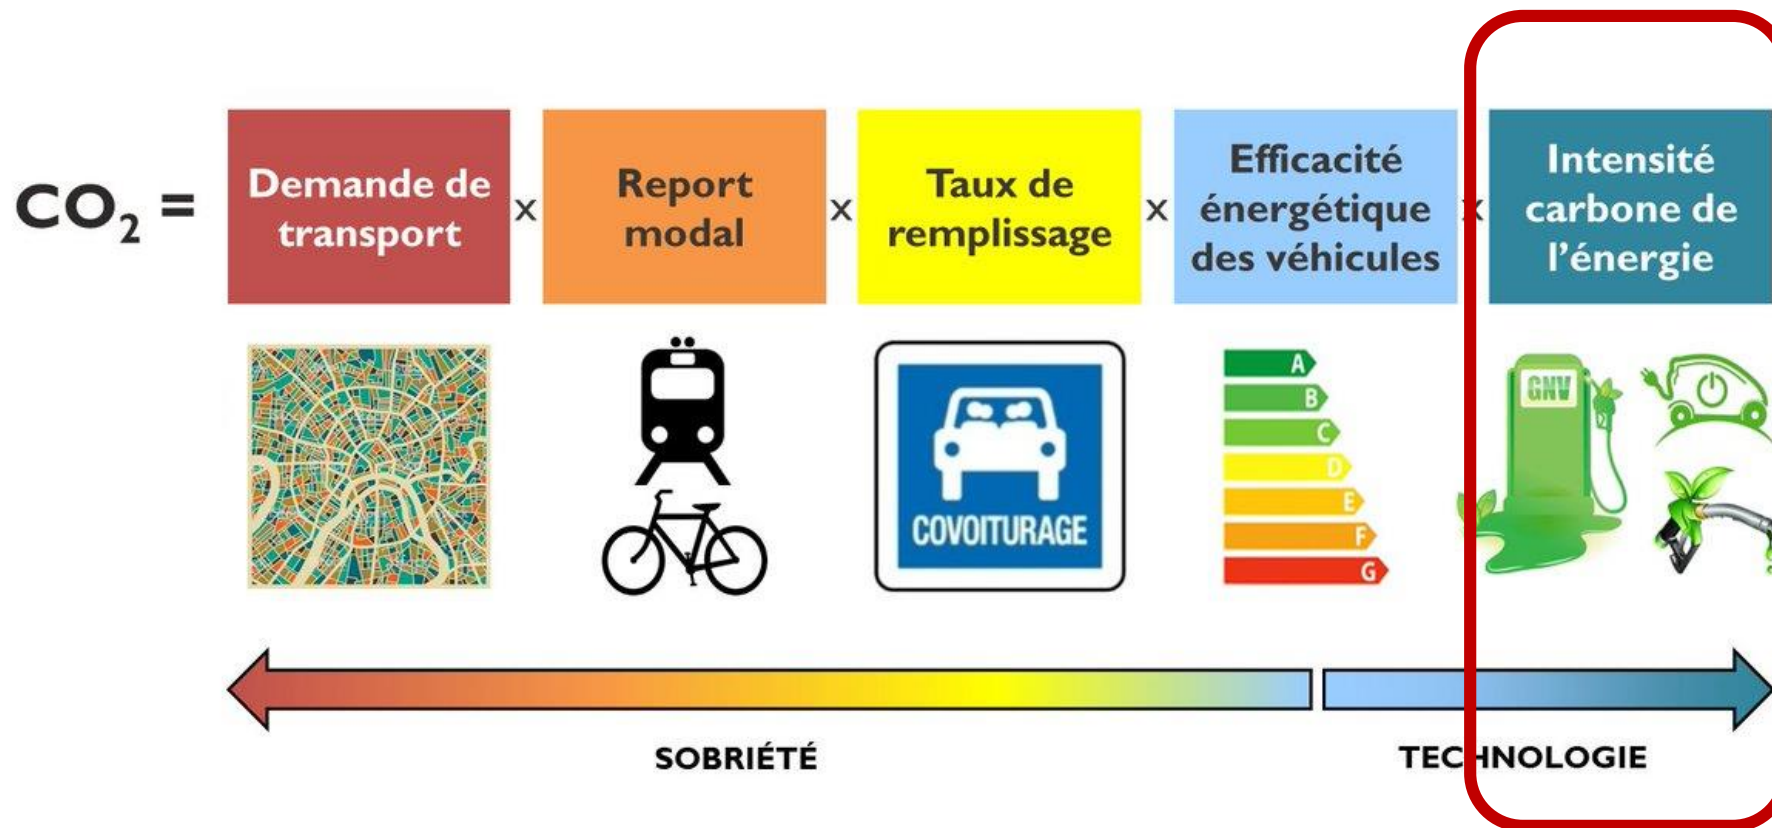 CO₂ =
Demande de
transport
x
Report
modal
x
Taux de
remplissage
x
Efficacité
énergétique
des véhicules
x
Intensité
carbone de
l’énergie
COVOITURAGE
A
B
C
D
E
F
G
GNV
SOBRIÉTÉ
TECHNOLOGIE